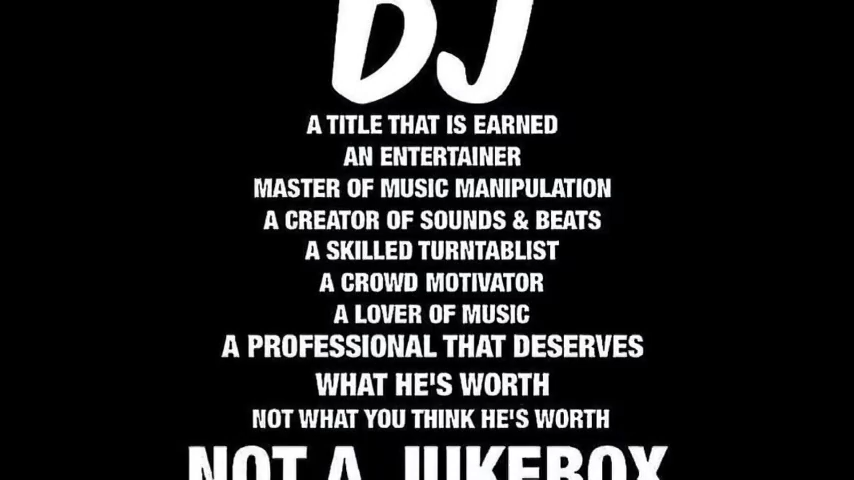 DJ
A TITLE THAT IS EARNED
AN ENTERTAINER
MASTER OF MUSIC MANIPULATION
A CREATOR OF SOUNDS & BEATS
A SKILLED TURNTABLIST
A CROWD MOTIVATOR
A LOVER OF MUSIC
A PROFESSIONAL THAT DESERVES
WHAT HE'S WORTH
NOT WHAT YOU THINK HE'S WORTH
NOT A JUKEBOX